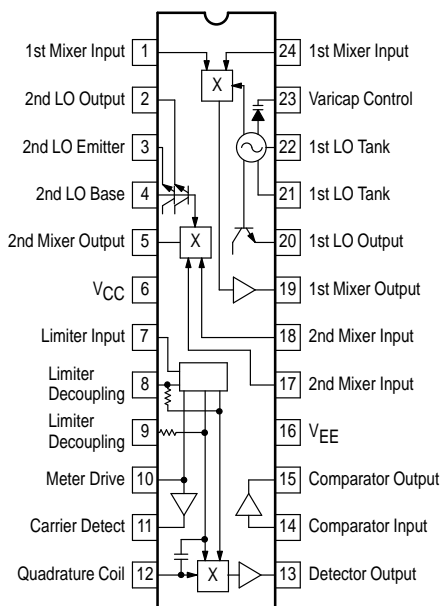 1st Mixer Input 1
2nd LO Output 2
2nd LO Emitter 3
2nd LO Base 4
2nd Mixer Output 5
VCC 6
Limiter Input 7
Limiter
Decoupling 8
Limiter
Decoupling 9
Meter Drive 10
Carrier Detect 11
Quadrature Coil 12
X
X
X
24 1st Mixer Input
23 Varicap Control
22 1st LO Tank
21 1st LO Tank
20 1st LO Output
19 1st Mixer Output
18 2nd Mixer Input
17 2nd Mixer Input
16 VEE
15 Comparator Output
14 Comparator Input
13 Detector Output